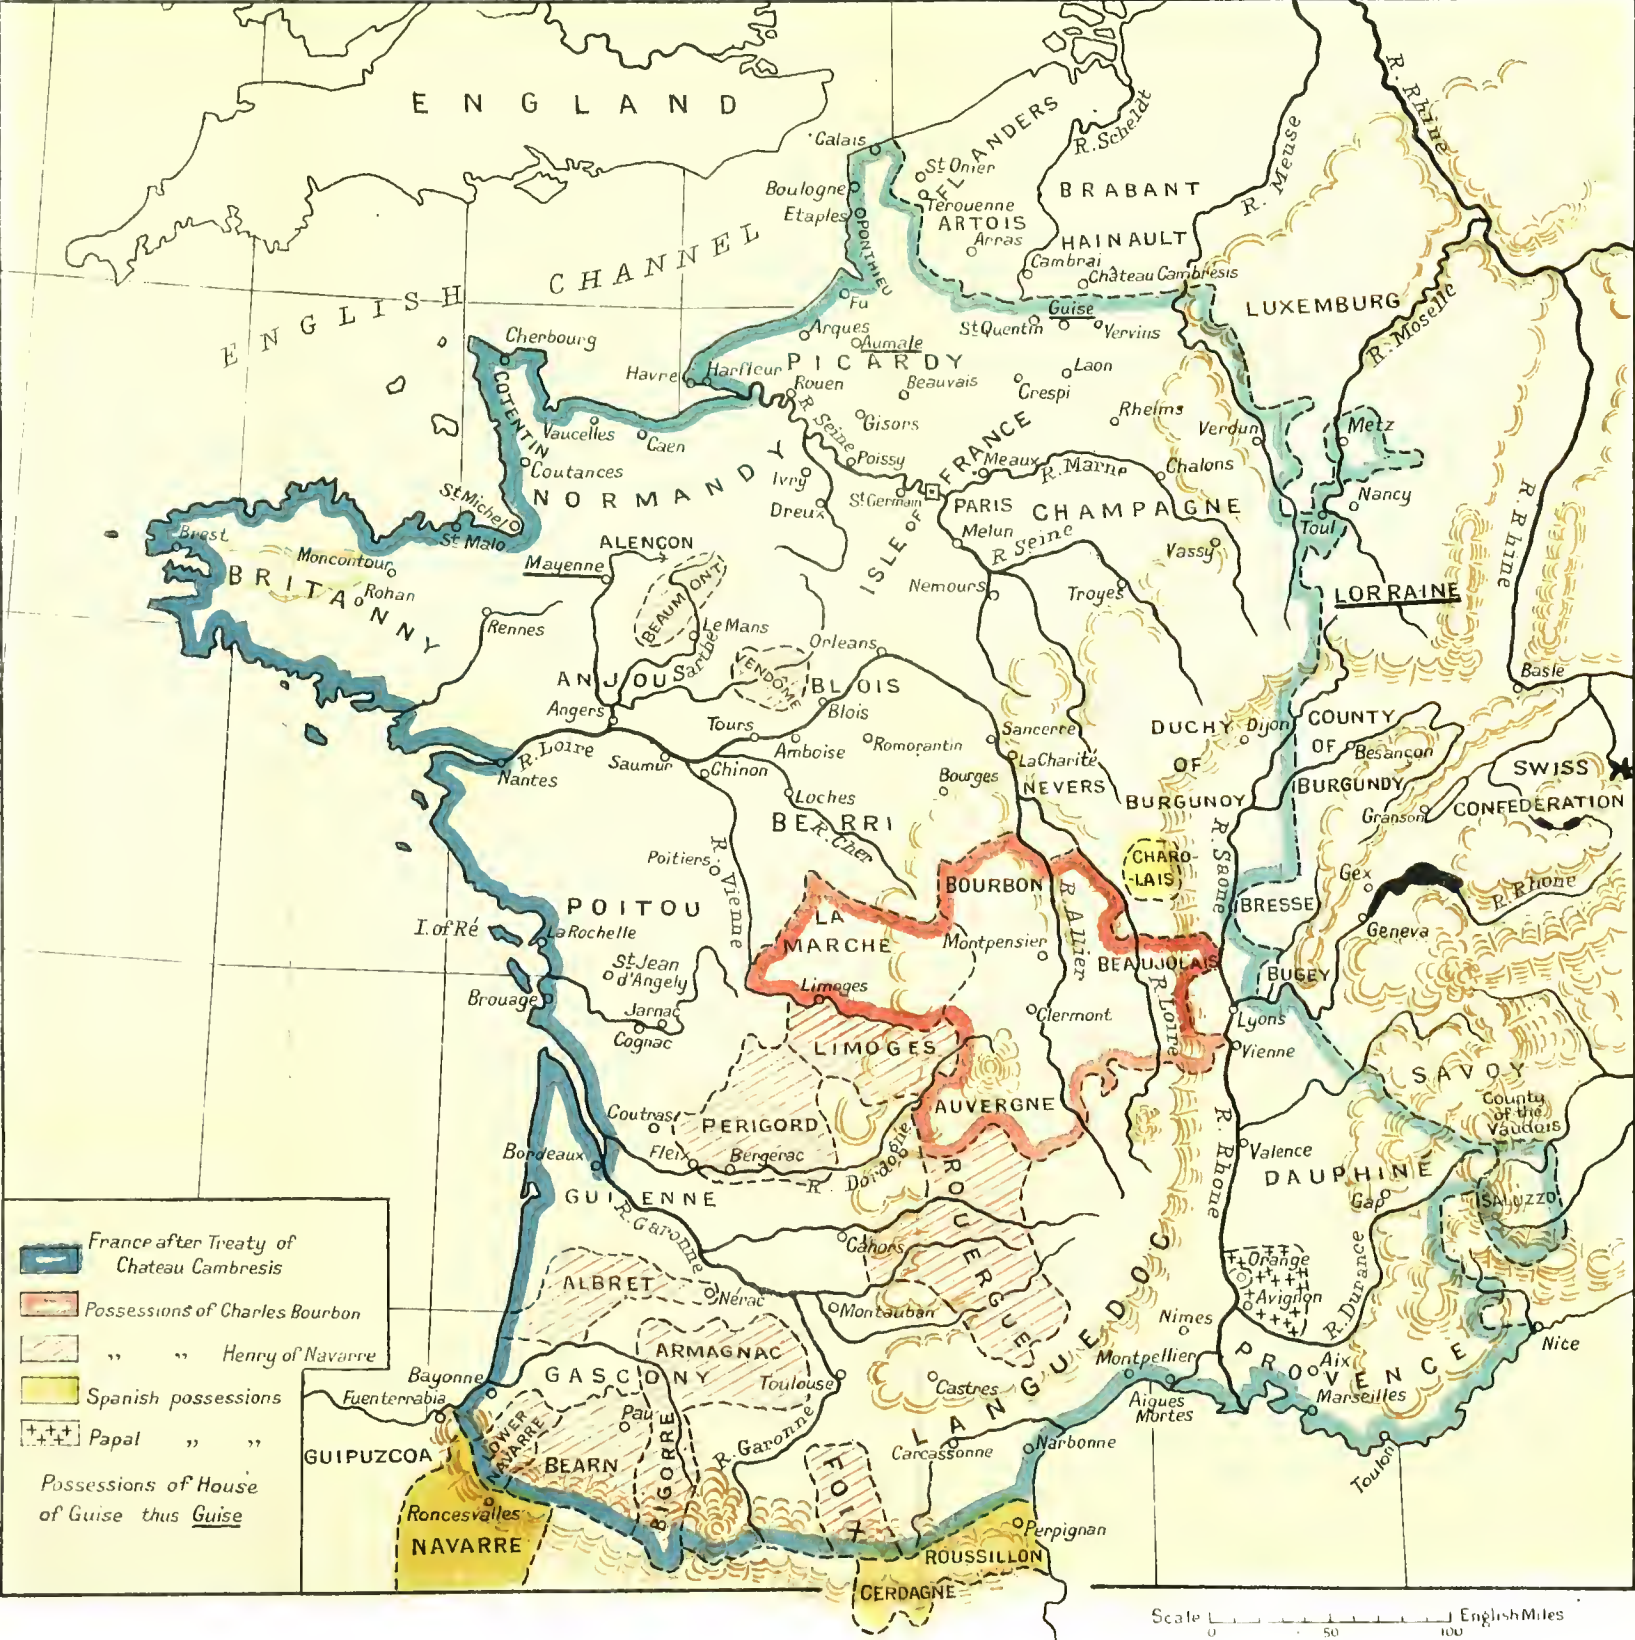 ENGLAND
ENGLISH CHANNEL
R. Rhine
R. Meuse
R. Scheldt
FLANDERS
BRABANT
Calais
St Omer
Boulogne
Terouenne
Etaples
ARTOIS
PONTHIEU
Arras
HAINAULT
Cambrai
Château Cambrésis
LUXEMBURG
Guise
St Quentin
Vervins
R. Moselle
Arques
Aumale
Cherbourg
PICARDY
Laon
Havre
Harfleur
Rouen
Beauvais
Crespi
COTENTIN
Gisors
Rheims
Verdun
Metz
Vaucelles
Caen
R Seine
ISLE OF FRANCE
Coutances
Poissy
Meaux
R. Marne
Chalons
NORMANDY
Ivry
St Michel
St Germain
PARIS
CHAMPAGNE
Nancy
Dreux
Toul
R. Rhine
Brest
St Malo
ALENÇON
Melun
R Seine
Vassy
Moncontour
Mayenne
BRITANNY
Rohan
BEAUMONT
Nemours
Troyes
LORRAINE
Rennes
Le Mans
Sarthe
Orleans
VENDÔME
ANJOU
BLOIS
Basle
Angers
Tours
Blois
Sancerre
DUCHY
OF
BURGUNDY
Dijon
COUNTY
OF
BURGUNDY
Besançon
R. Loire
Saumur
Amboise
Romorantin
La Charité
Nantes
Chinon
Bourges
NEVERS
SWISS
CONFEDERATION
Loches
Granson
BERRI
R. Cher
R. Saone
Poitiers
R. Vienne
CHARO-
-LAIS
BOURBON
R. Allier
Gex
R. Rhone
BRESSE
POITOU
LA
MARCHE
I. of Ré
La Rochelle
Montpensier
Geneva
St Jean
d'Angely
BEAUJOLAIS
BUGEY
Limoges
Brouage
Jarnac
R. Loire
Clermont
Lyons
Cognac
LIMOGES
Vienne
SAVOY
AUVERGNE
County
of the
Vaudois
Coutras
PERIGORD
Bordeaux
Fleix
Bergerac
R. Dordogne
Valence
DAUPHINE
GUIENNE
Gap
SALUZZO
R. Rhone
R. Garonne
ROUERGUE
Cahors
Orange
ALBRET
Nérac
Montauban
Avignon
R. Durance
Nimes
Nice
ARMAGNAC
LANGUEDOC
Montpellier
PROVENCE
Aix
GASCONY
Toulouse
Castres
Marseilles
Bayonne
Aigues
Mortes
Fuenterrabia
Pau
LOWER
NAVARRE
BIGORRE
R. Garonne
Carcassonne
Narbonne
Toulon
GUIPUZCOA
BEARN
FOIX
Roncesvalles
NAVARRE
Perpignan
ROUSSILLON
CERDAGNE
France after Treaty of
Chateau Cambresis
Possessions of Charles Bourbon
„ „ Henry of Navarre
Spanish possessions
Papal „ „
Possessions of House
of Guise thus Guise
Scale English Miles
0 50 100